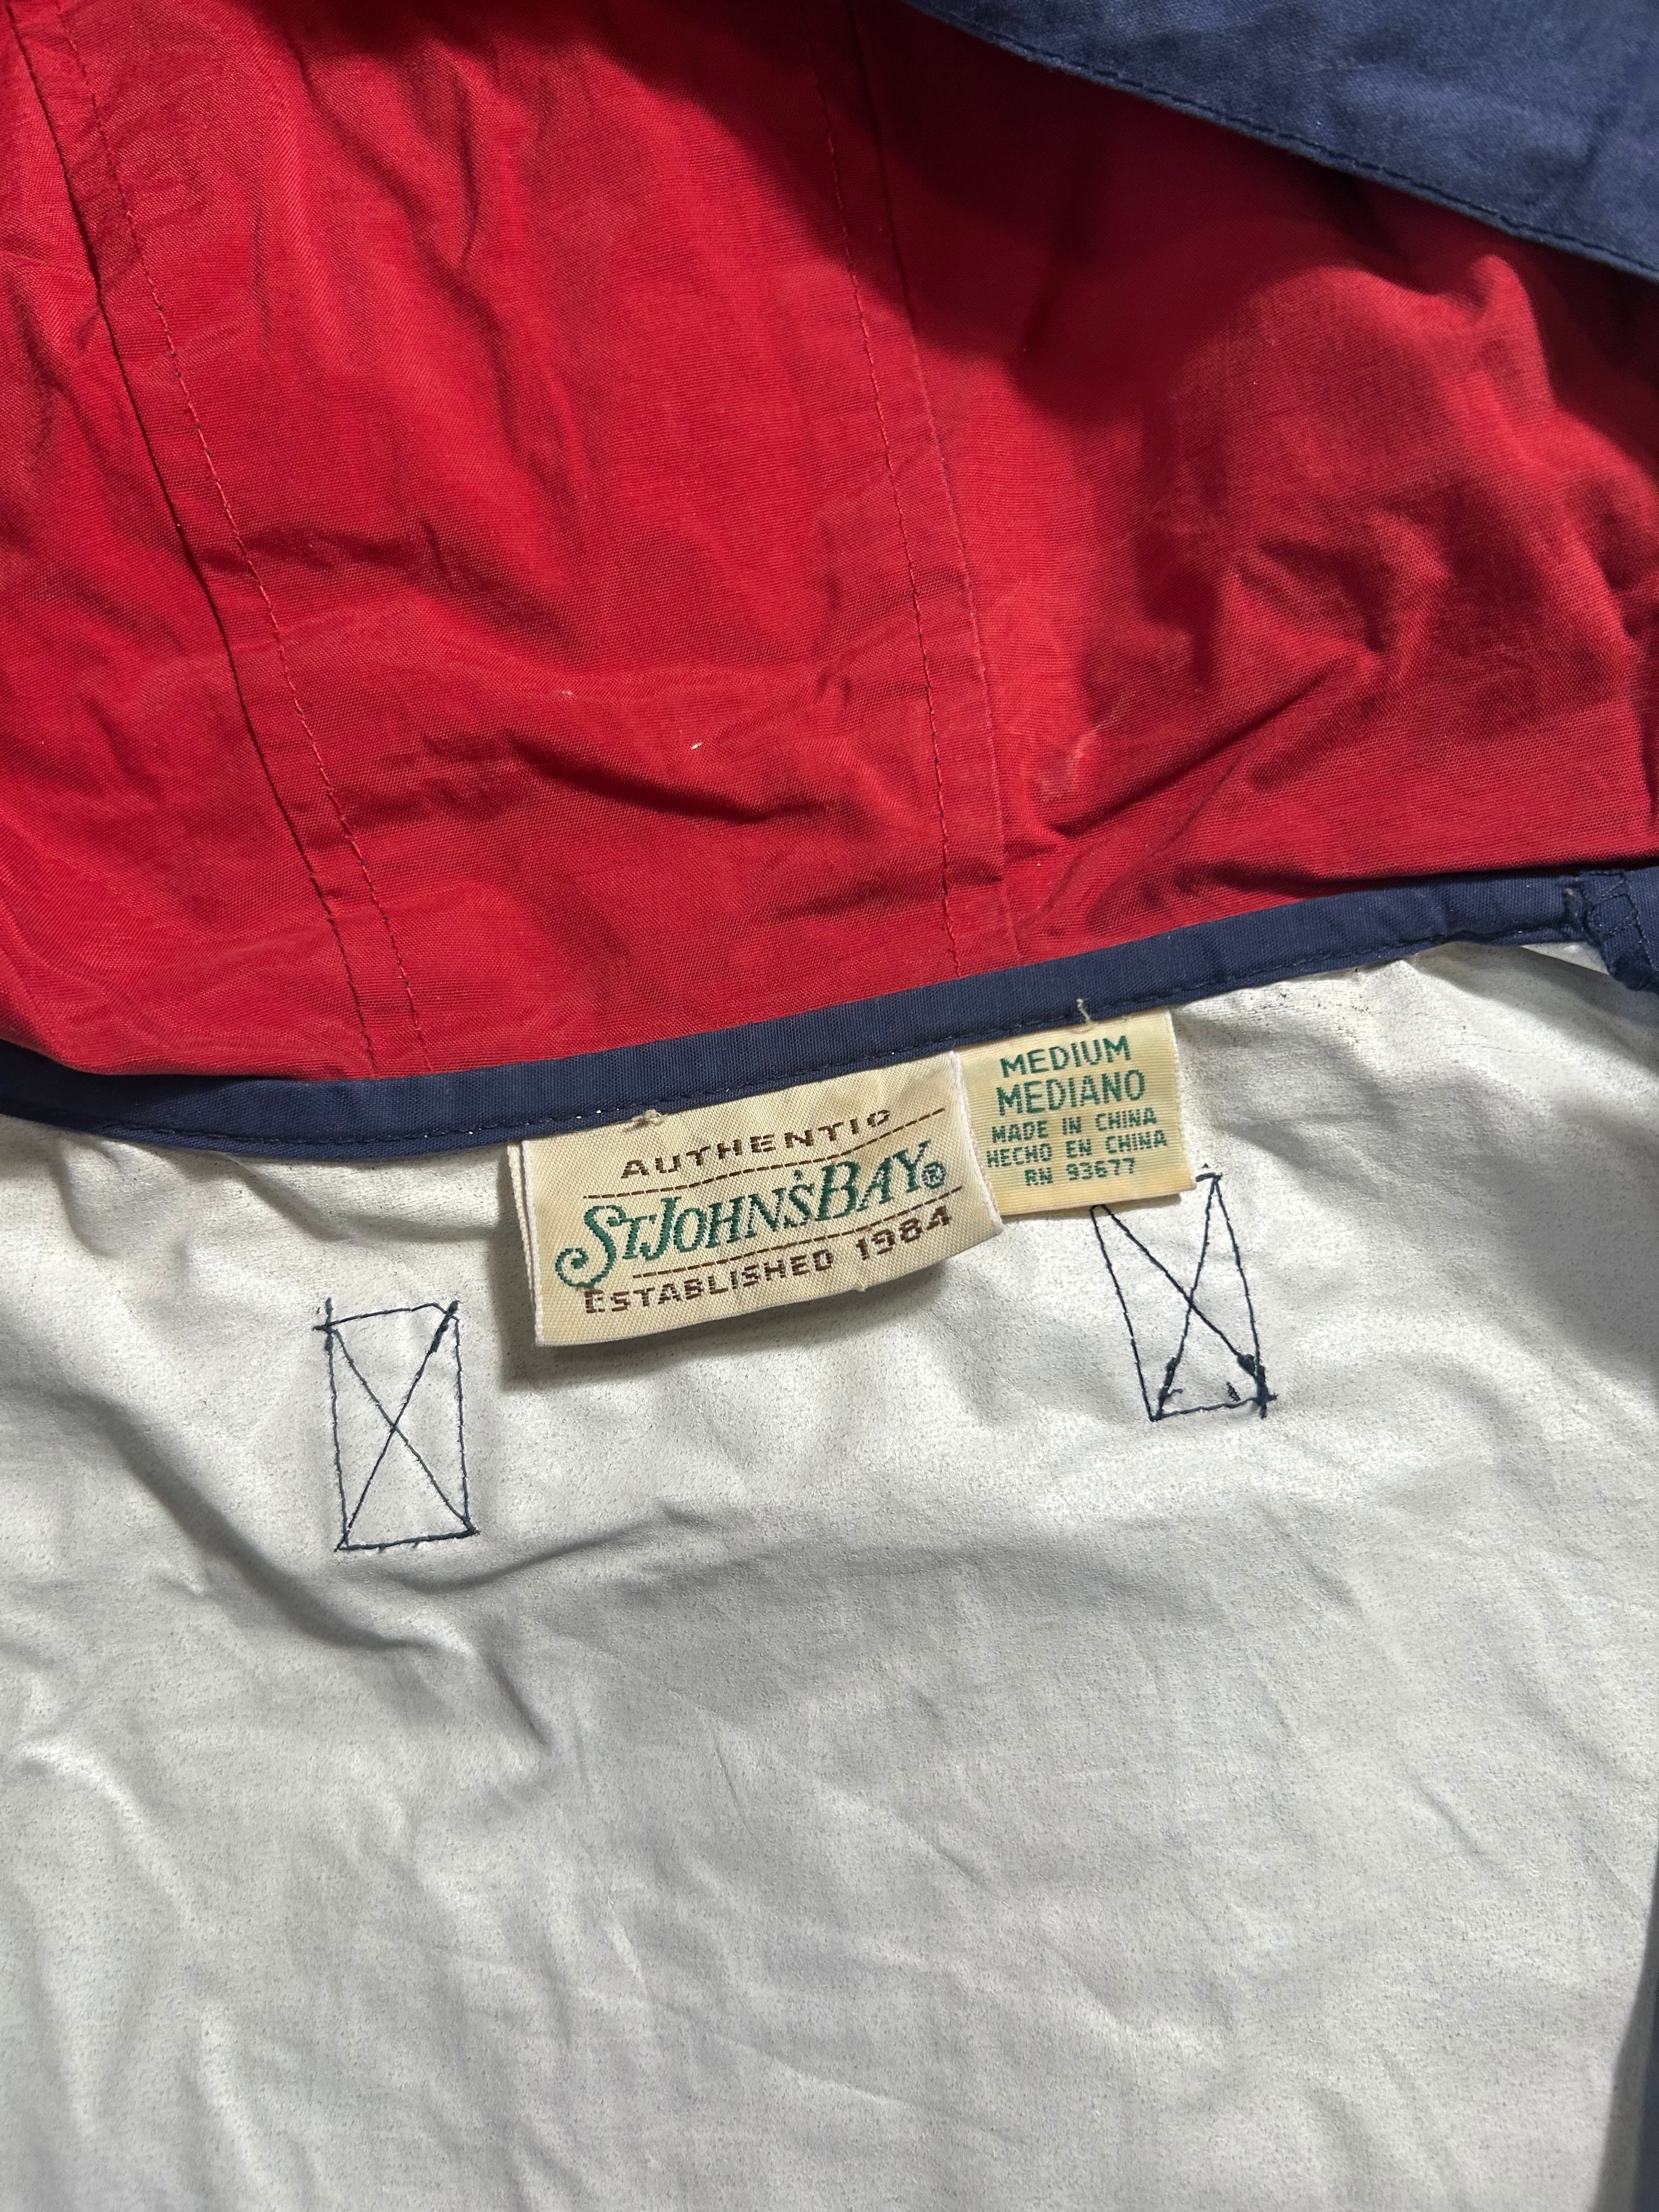 AUTHENTIC
ST. JOHN'S BAY®
ESTABLISHED 1984
MEDIUM
MEDIANO
MADE IN CHINA
HECHO EN CHINA
RN 93677